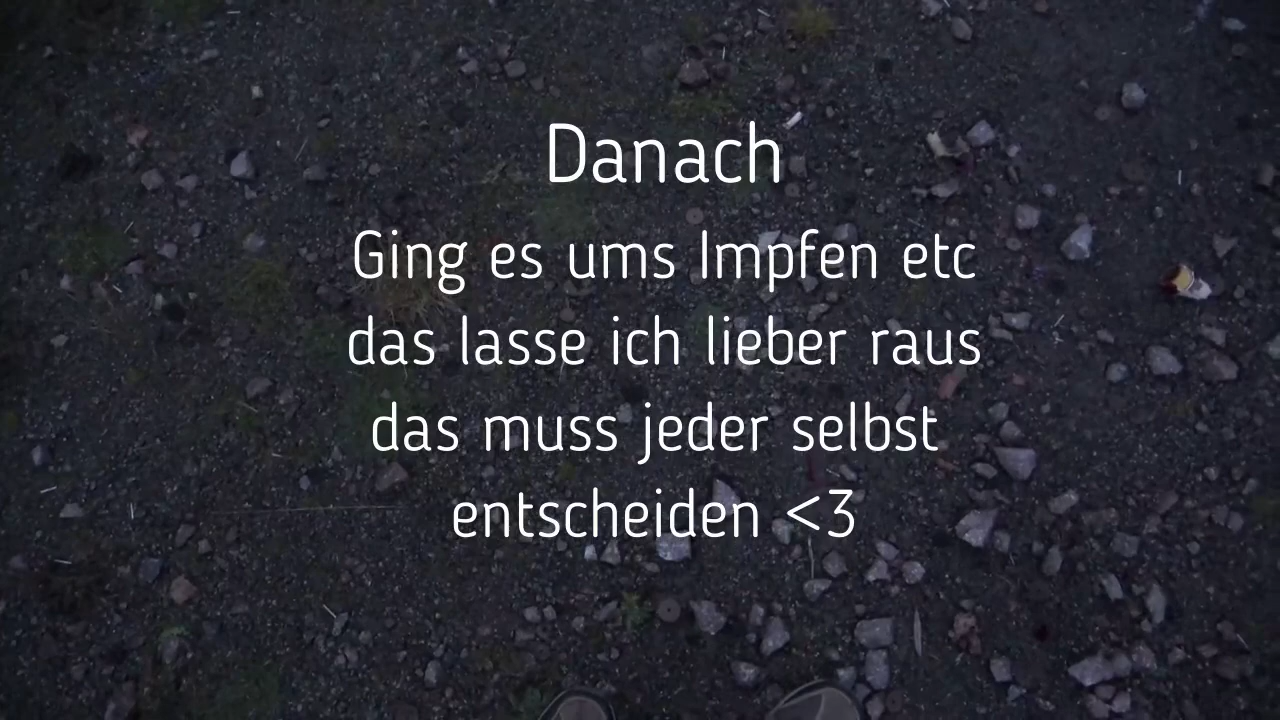 Danach
Ging es ums Impfen etc
das lasse ich lieber raus
das muss jeder selbst
entscheiden <3